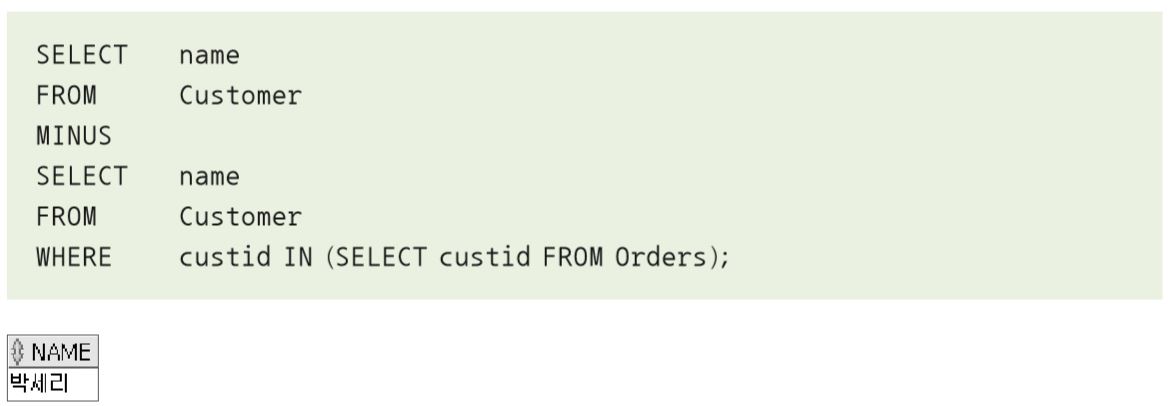 SELECT name
FROM Customer
MINUS
SELECT name
FROM Customer
WHERE custid IN (SELECT custid FROM Orders);
NAME
박세리